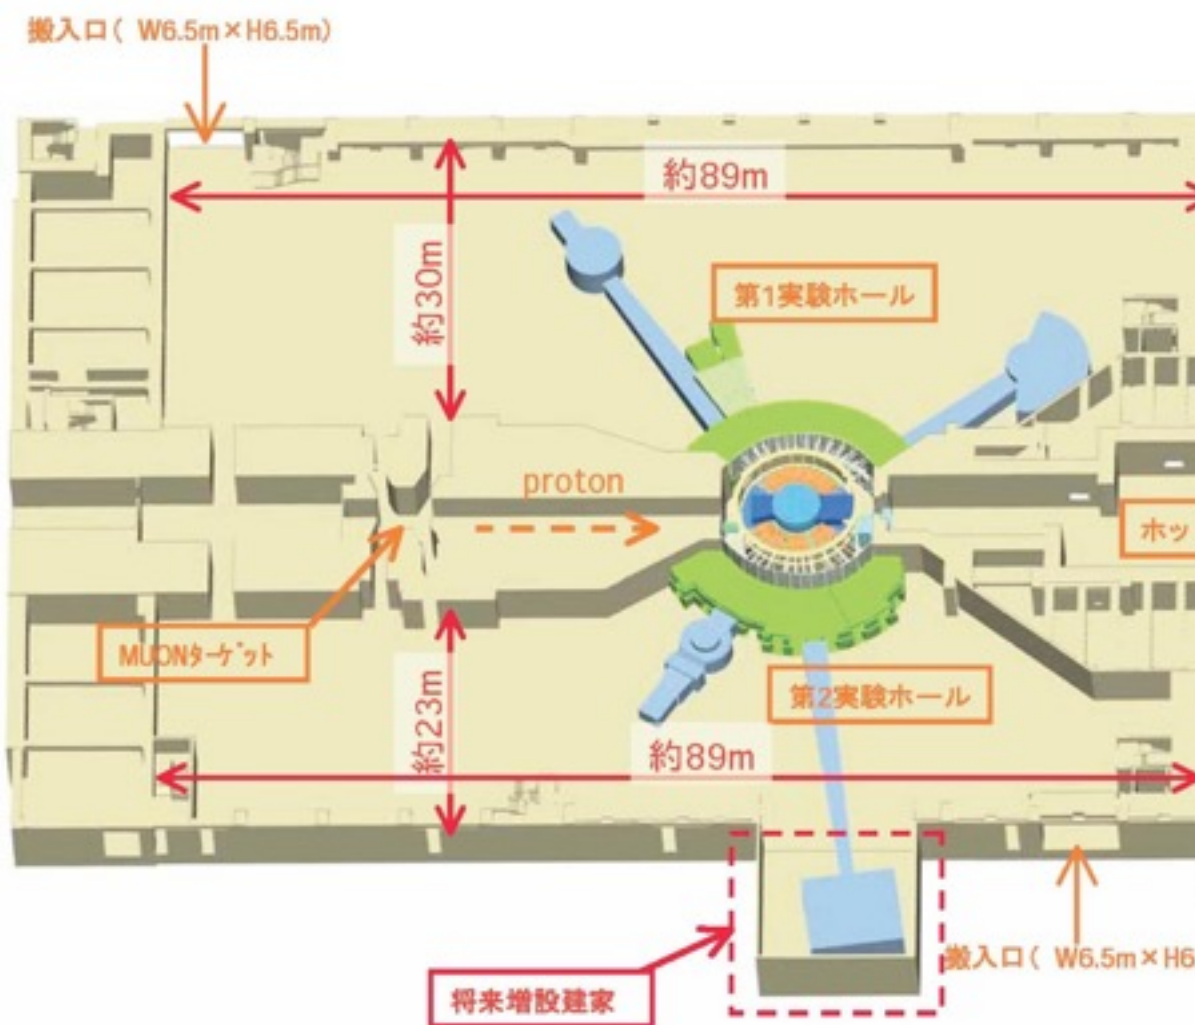 搬入口( W6.5m×H6.5m)
約89m
約30m
第1実験ホール
proton
ホッ
MUONターゲット
第2実験ホール
約23m
約89m
搬入口( W6.5m×H6
将来増設建家